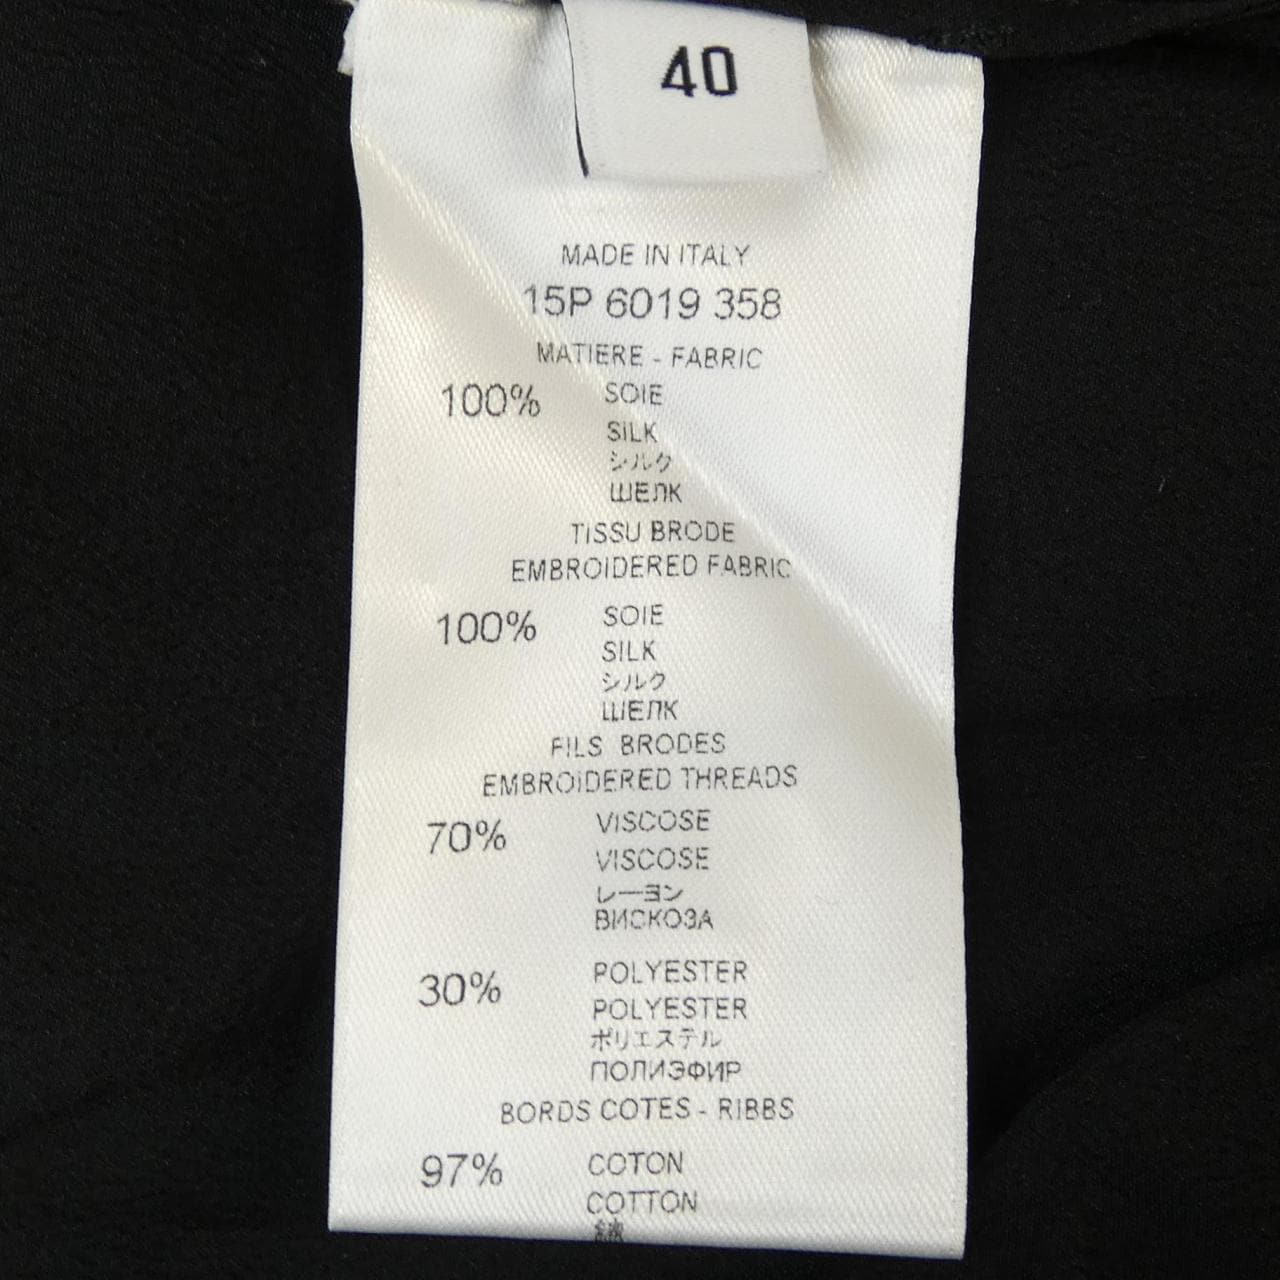 40
MADE IN ITALY
15P 6019 358
MATIERE - FABRIC
100% SOIE
SILK
シルク
ШЕЛК
TISSU BRODE
EMBROIDERED FABRIC
100% SOIE
SILK
シルク
ШЕЛК
FILS BRODES
EMBROIDERED THREADS
70% VISCOSE
VISCOSE
レーヨン
ВИСКОЗА
30% POLYESTER
POLYESTER
ポリエステル
ПОЛИЭФИР
BORDS COTES - RIBBS
97% COTON
COTTON